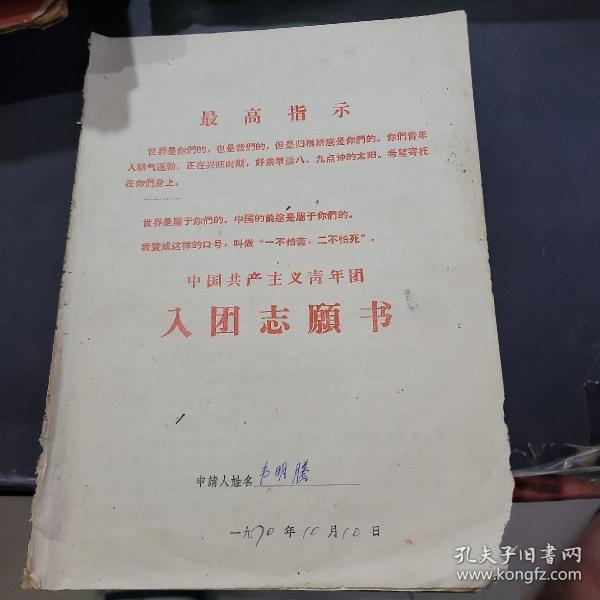 最高指示
世界是你們的，也是我們的，但是归根結底是你們的。你們青年
人朝气蓬勃，正在兴旺时期，好象早晨八、九点钟的太阳。希望寄托
在你們身上。
…………
世界是屬于你們的。中国的前途是屬于你們的。
我贊成这样的口号，叫做“一不怕苦，二不怕死”。
中国共产主义青年团
入团志願书
申請人姓名 韦明腾
一九70年10月10日
孔夫子旧书网
www.kongfz.com